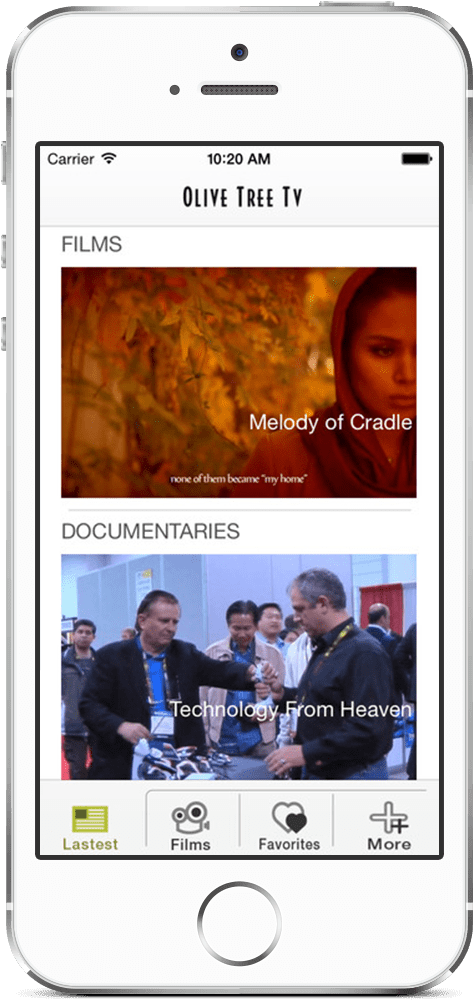 Carrier 10:20 AM
Olive Tree Tv
FILMS
Melody of Cradle
none of them became "my home"
DOCUMENTARIES
Technology From Heaven
Lastest
Films
Favorites
More